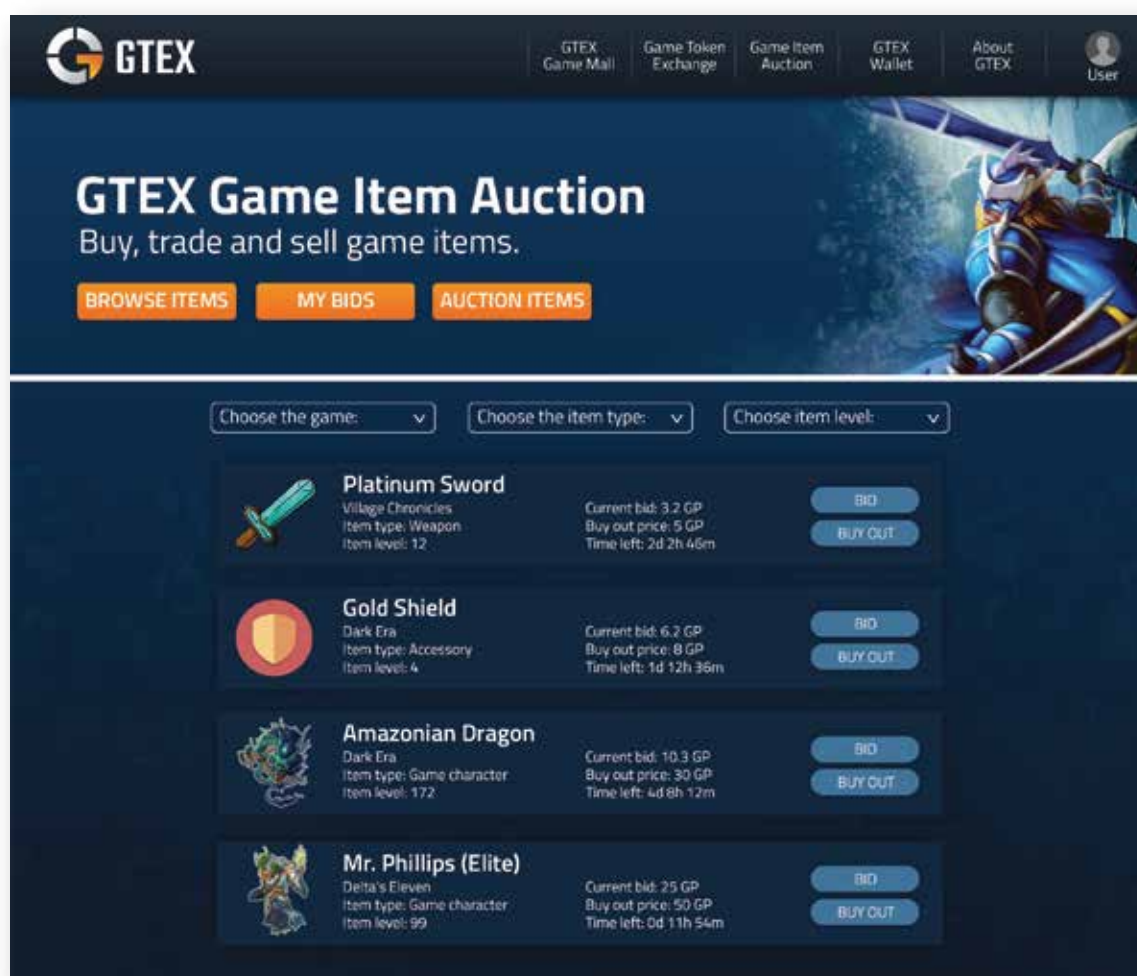 GTEX
GTEX
Game Mall
Game Token
Exchange
Game Item
Auction
GTEX
Wallet
About
GTEX
User
GTEX Game Item Auction
Buy, trade and sell game items.
BROWSE ITEMS
MY BIDS
AUCTION ITEMS
Choose the game:
Choose the item type:
Choose item level:
Platinum Sword
Village Chronicles
Item type: Weapon
Item level: 12
Current bid: 3.2 GP
Buy out price: 5 GP
Time left: 2d 2h 46m
BID
BUY OUT
Gold Shield
Dark Era
Item type: Accessory
Item level: 4
Current bid: 6.2 GP
Buy out price: 8 GP
Time left: 1d 12h 36m
BID
BUY OUT
Amazonian Dragon
Dark Era
Item type: Game character
Item level: 172
Current bid: 10.3 GP
Buy out price: 30 GP
Time left: 4d 8h 12m
BID
BUY OUT
Mr. Phillips (Elite)
Delta's Eleven
Item type: Game character
Item level: 99
Current bid: 25 GP
Buy out price: 50 GP
Time left: 0d 11h 54m
BID
BUY OUT